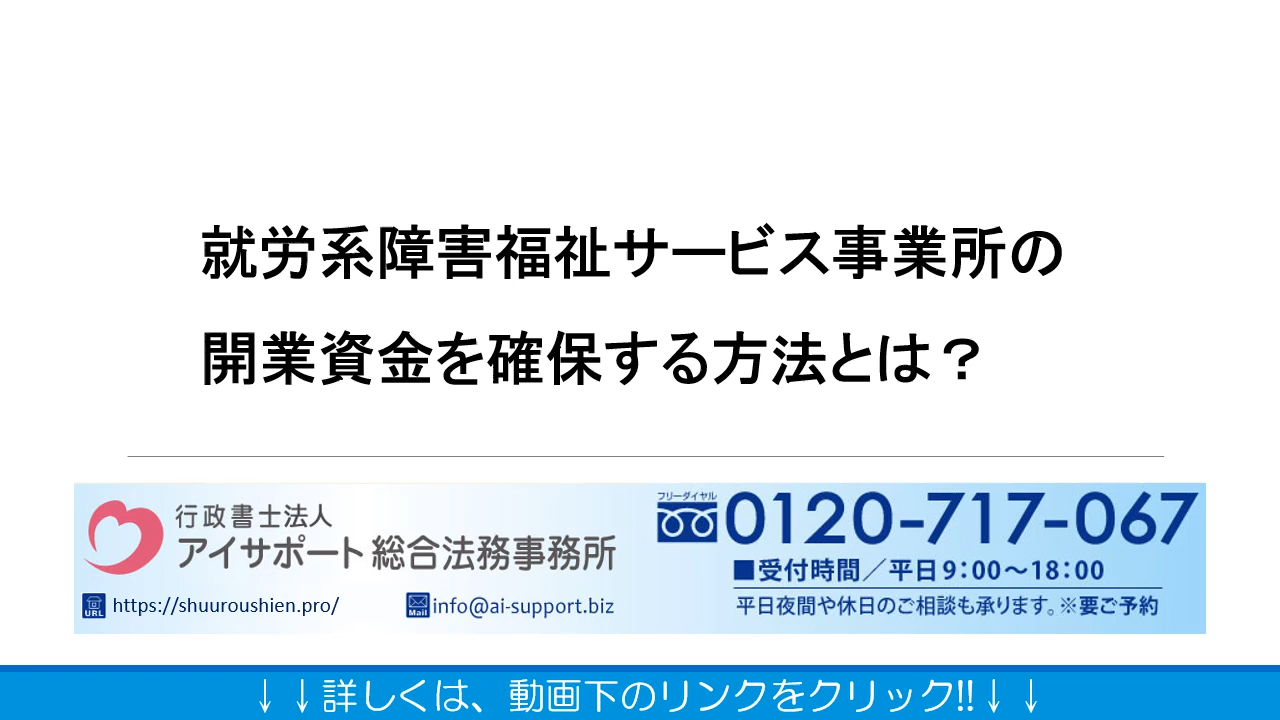 就労系障害福祉サービス事業所の
開業資金を確保する方法とは？
行政書士法人
アイサポート 総合法務事務所
URL https://shuuroushien.pro/
Mail info@ai-support.biz
フリーダイヤル
0120-717-067
■受付時間／平日9:00～18:00
平日夜間や休日のご相談も承ります。※要ご予約
↓↓詳しくは、動画下のリンクをクリック!!↓↓